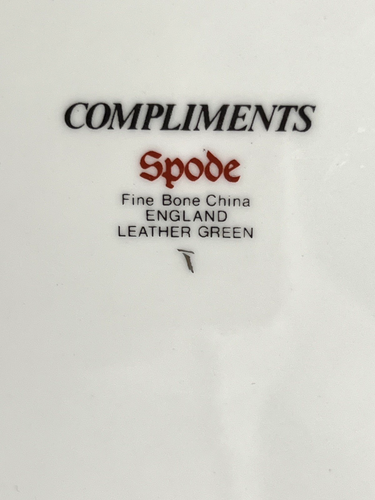 COMPLIMENTS
Spode
Fine Bone China
ENGLAND
LEATHER GREEN